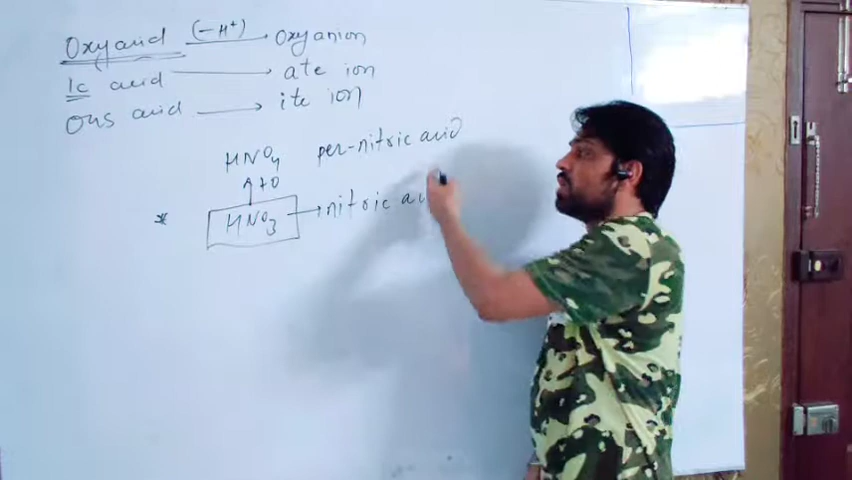 Oxyacid (-H⁺) → Oxyanion
Ic acid → ate ion
Ous acid → ite ion
HNO₄ per-nitric acid
↑+O
* HNO₃ → nitric